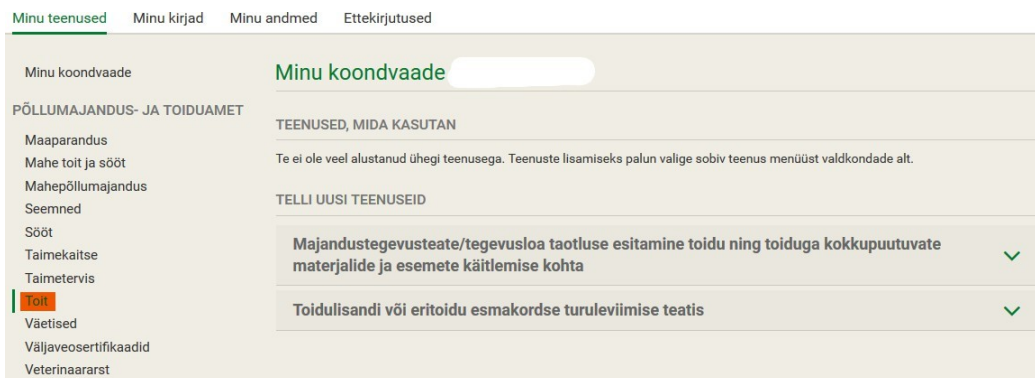 Minu teenused Minu kirjad Minu andmed Ettekirjutused
Minu koondvaade
PÕLLUMAJANDUS- JA TOIDUAMET
Maaparandus
Mahe toit ja sööt
Mahepõllumajandus
Seemned
Sööt
Taimekaitse
Taimetervis
Toit
Väetised
Väljaveosertifikaadid
Veterinaararst
Minu koondvaade
TEENUSED, MIDA KASUTAN
Te ei ole veel alustanud ühegi teenusega. Teenuste lisamiseks palun valige sobiv teenus menüüst valdkondade alt.
TELLI UUSI TEENUSEID
Majandustegevusteate/tegevusloa taotluse esitamine toidu ning toiduga kokkupuutuvate
materjalide ja esemete käitlemise kohta
Toidulisandi või eritoidu esmakordse turuleviimise teatis